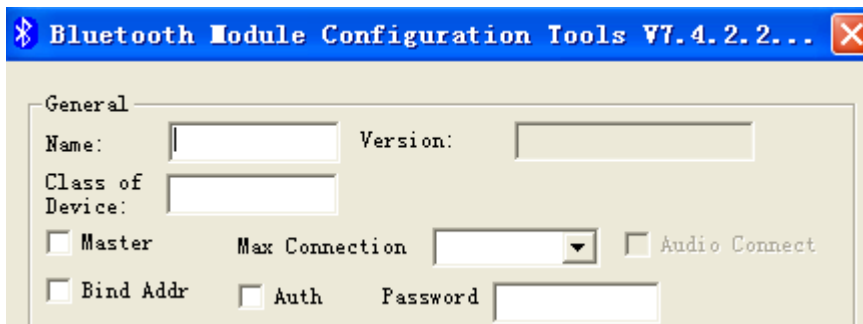 Bluetooth Module Configuration Tools V7.4.2.2...
General
Name: Version:
Class of
Device:
Master Max Connection Audio Connect
Bind Addr Auth Password